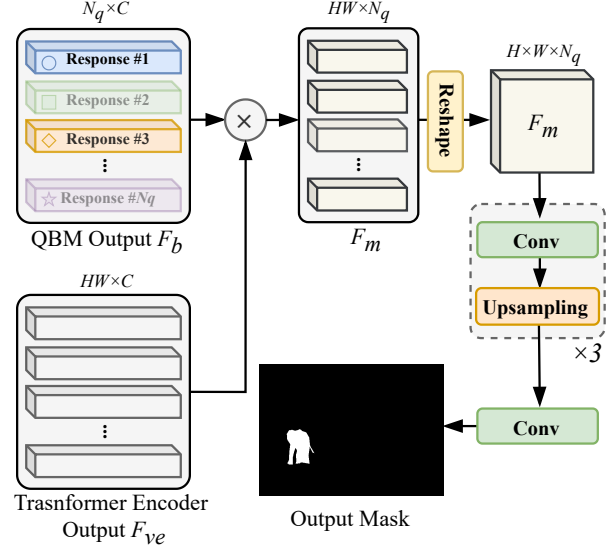 N_q×C
Response #1
Response #2
Response #3
Response #Nq
QBM Output F_b
HW×C
Trasnformer Encoder
Output F_ve
×
HW×N_q
F_m
Reshape
H×W×N_q
F_m
Conv
Upsampling
×3
Conv
Output Mask